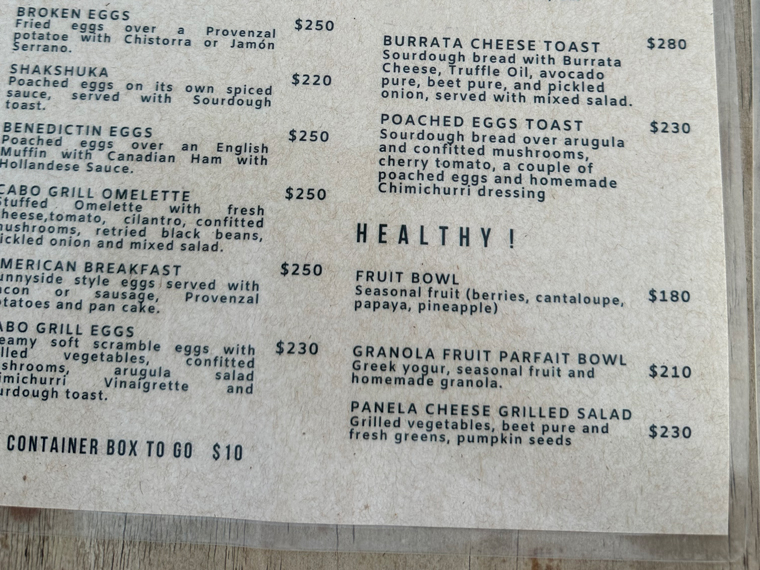 BROKEN EGGS
$250
Fried eggs over a Provenzal
potatoe with Chistorra or Jamón
Serrano.
SHAKSHUKA
$220
Poached eggs on its own spiced
sauce, served with Sourdough
toast.
BENEDICTIN EGGS
$250
Poached eggs over an English
Muffin with Canadian Ham with
Hollandese Sauce.
CABO GRILL OMELETTE
$250
Stuffed Omelette with fresh
cheese,tomato, cilantro, confitted
mushrooms, retried black beans,
pickled onion and mixed salad.
MERICAN BREAKFAST
$250
unnyside style eggs served with
acon or sausage, Provenzal
otatoes and pan cake.
ABO GRILL EGGS
$230
eamy soft scramble eggs with
lled vegetables, confitted
shrooms, arugula salad
imichurri Vinaigrette and
urdough toast.
CONTAINER BOX TO GO $10
BURRATA CHEESE TOAST
$280
Sourdough bread with Burrata
Cheese, Truffle Oil, avocado
pure, beet pure, and pickled
onion, served with mixed salad.
POACHED EGGS TOAST
$230
Sourdough bread over arugula
and confitted mushrooms,
cherry tomato, a couple of
poached eggs and homemade
Chimichurri dressing
HEALTHY!
FRUIT BOWL
Seasonal fruit (berries, cantaloupe,
$180
papaya, pineapple)
GRANOLA FRUIT PARFAIT BOWL
Greek yogur, seasonal fruit and
$210
homemade granola.
PANELA CHEESE GRILLED SALAD
Grilled vegetables, beet pure and
$230
fresh greens, pumpkin seeds